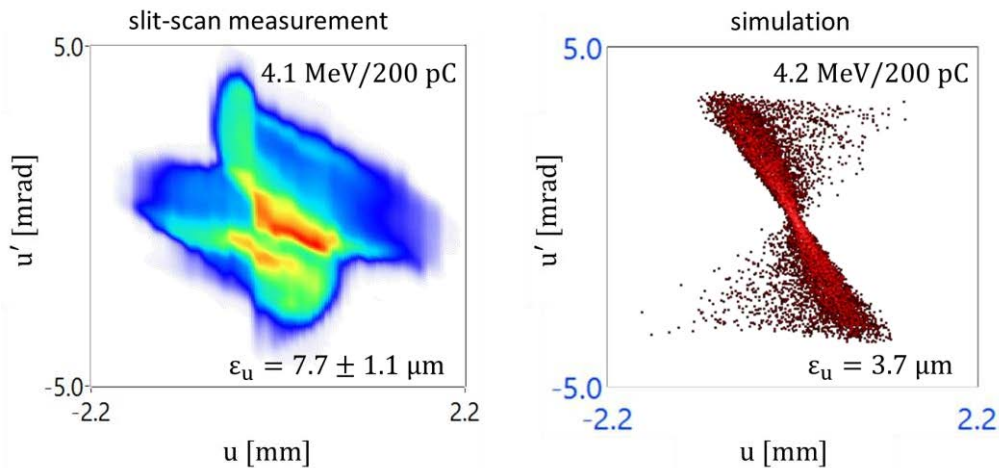 slit-scan measurement
5.0
4.1 MeV/200 pC
u′ [mrad]
εu = 7.7 ± 1.1 μm
-5.0
-2.2
2.2
u [mm]
simulation
5.0
4.2 MeV/200 pC
u′ [mrad]
εu = 3.7 μm
-5.0
-2.2
2.2
u [mm]